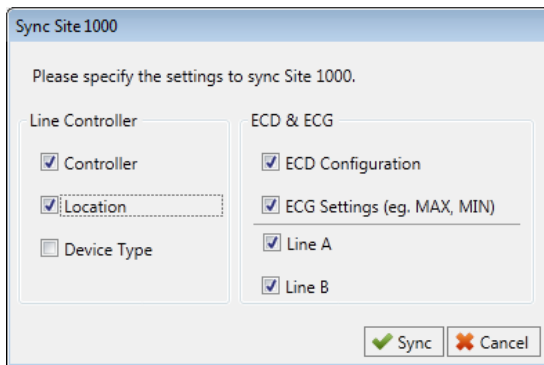 Sync Site 1000
Please specify the settings to sync Site 1000.
Line Controller
Controller
Location
Device Type
ECD & ECG
ECD Configuration
ECG Settings (eg. MAX, MIN)
Line A
Line B
Sync
Cancel